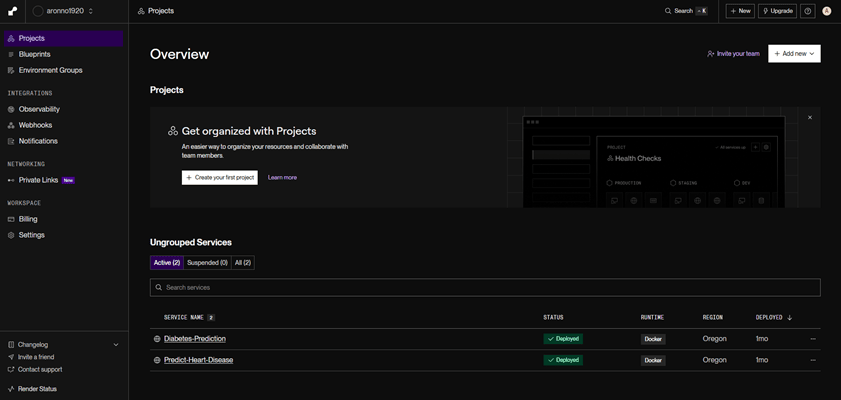 aronno1920
Projects
Search
K
+ New
Upgrade
A
Projects
Blueprints
Environment Groups
INTEGRATIONS
Observability
Webhooks
Notifications
NETWORKING
Private Links New
WORKSPACE
Billing
Settings
Changelog
Invite a friend
Contact support
Render Status
Overview
Invite your team
+ Add new
Projects
Get organized with Projects
An easier way to organize your resources and collaborate with
team members.
+ Create your first project
Learn more
PROJECT
All services up
Health Checks
PRODUCTION
STAGING
DEV
Ungrouped Services
Active (2)
Suspended (0)
All (2)
Search services
SERVICE NAME 2
STATUS
RUNTIME
REGION
DEPLOYED
Diabetes-Prediction
Deployed
Docker
Oregon
1mo
Predict-Heart-Disease
Deployed
Docker
Oregon
1mo